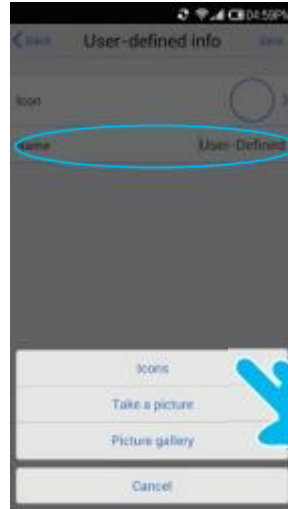 04:59PM
Back User-defined info Save
Icon
Name User-Defined
Icons
Take a picture
Picture gallery
Cancel